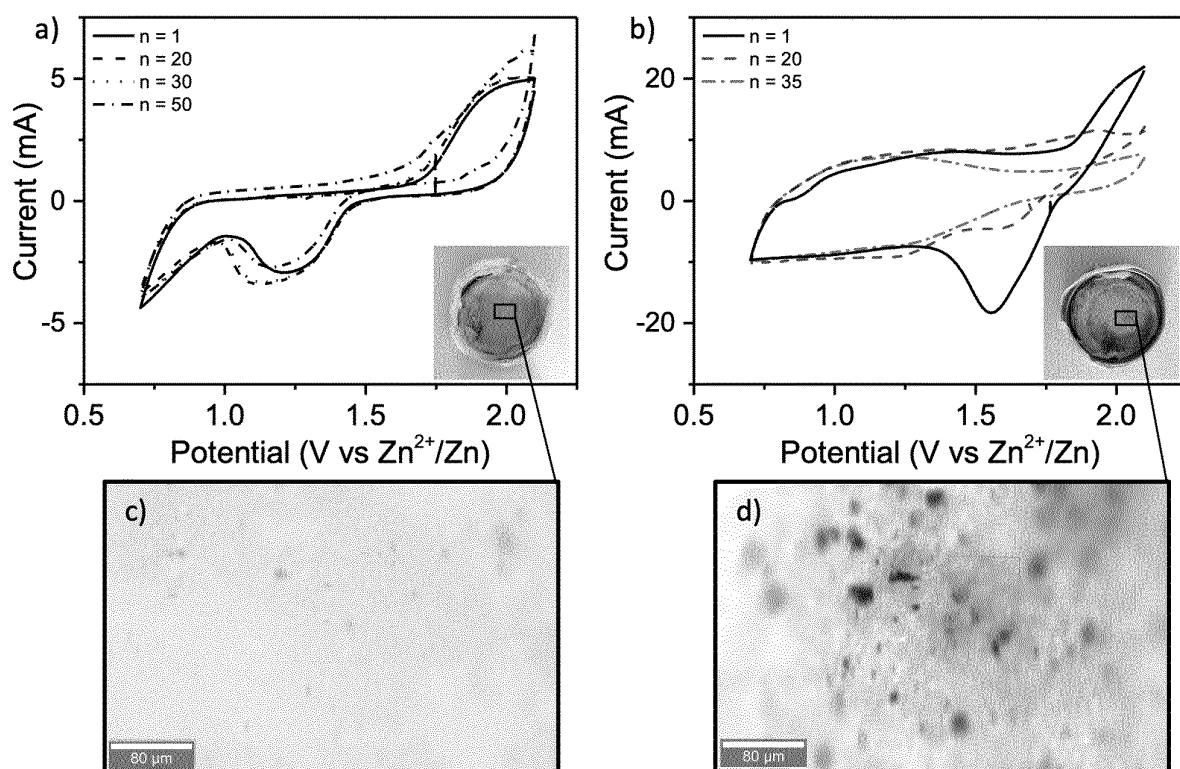 a)
n = 1
n = 20
n = 30
n = 50
5
0
-5
Current (mA)
0.5 1.0 1.5 2.0
Potential (V vs Zn²⁺/Zn)
b)
n = 1
n = 20
n = 35
20
0
-20
Current (mA)
0.5 1.0 1.5 2.0
Potential (V vs Zn²⁺/Zn)
c)
80 µm
d)
80 µm